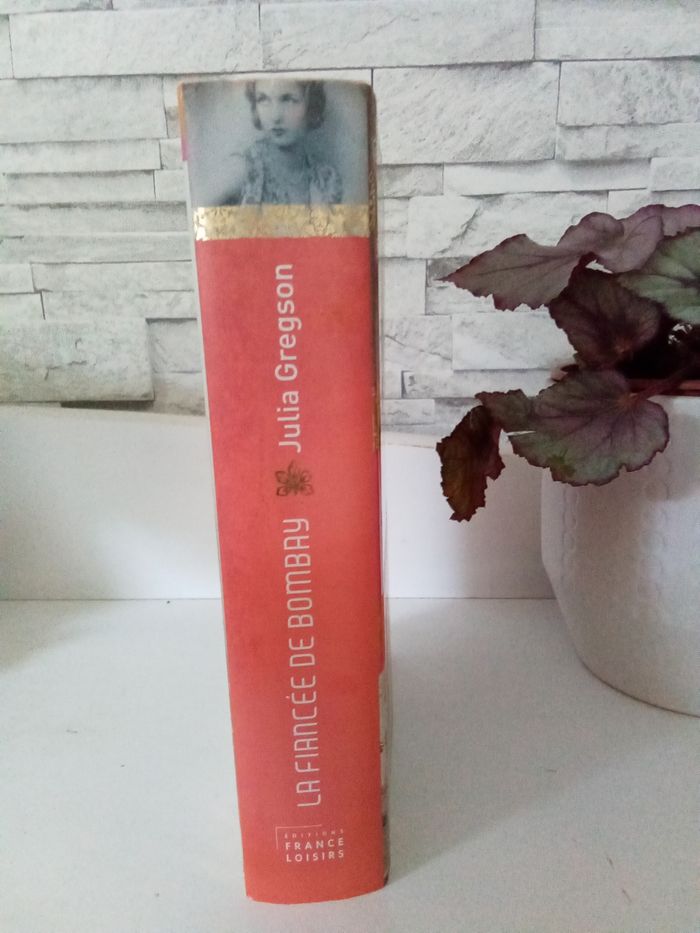 LA FIANCÉE DE BOMBAY Julia Gregson
ÉDITIONS
FRANCE
LOISIRS